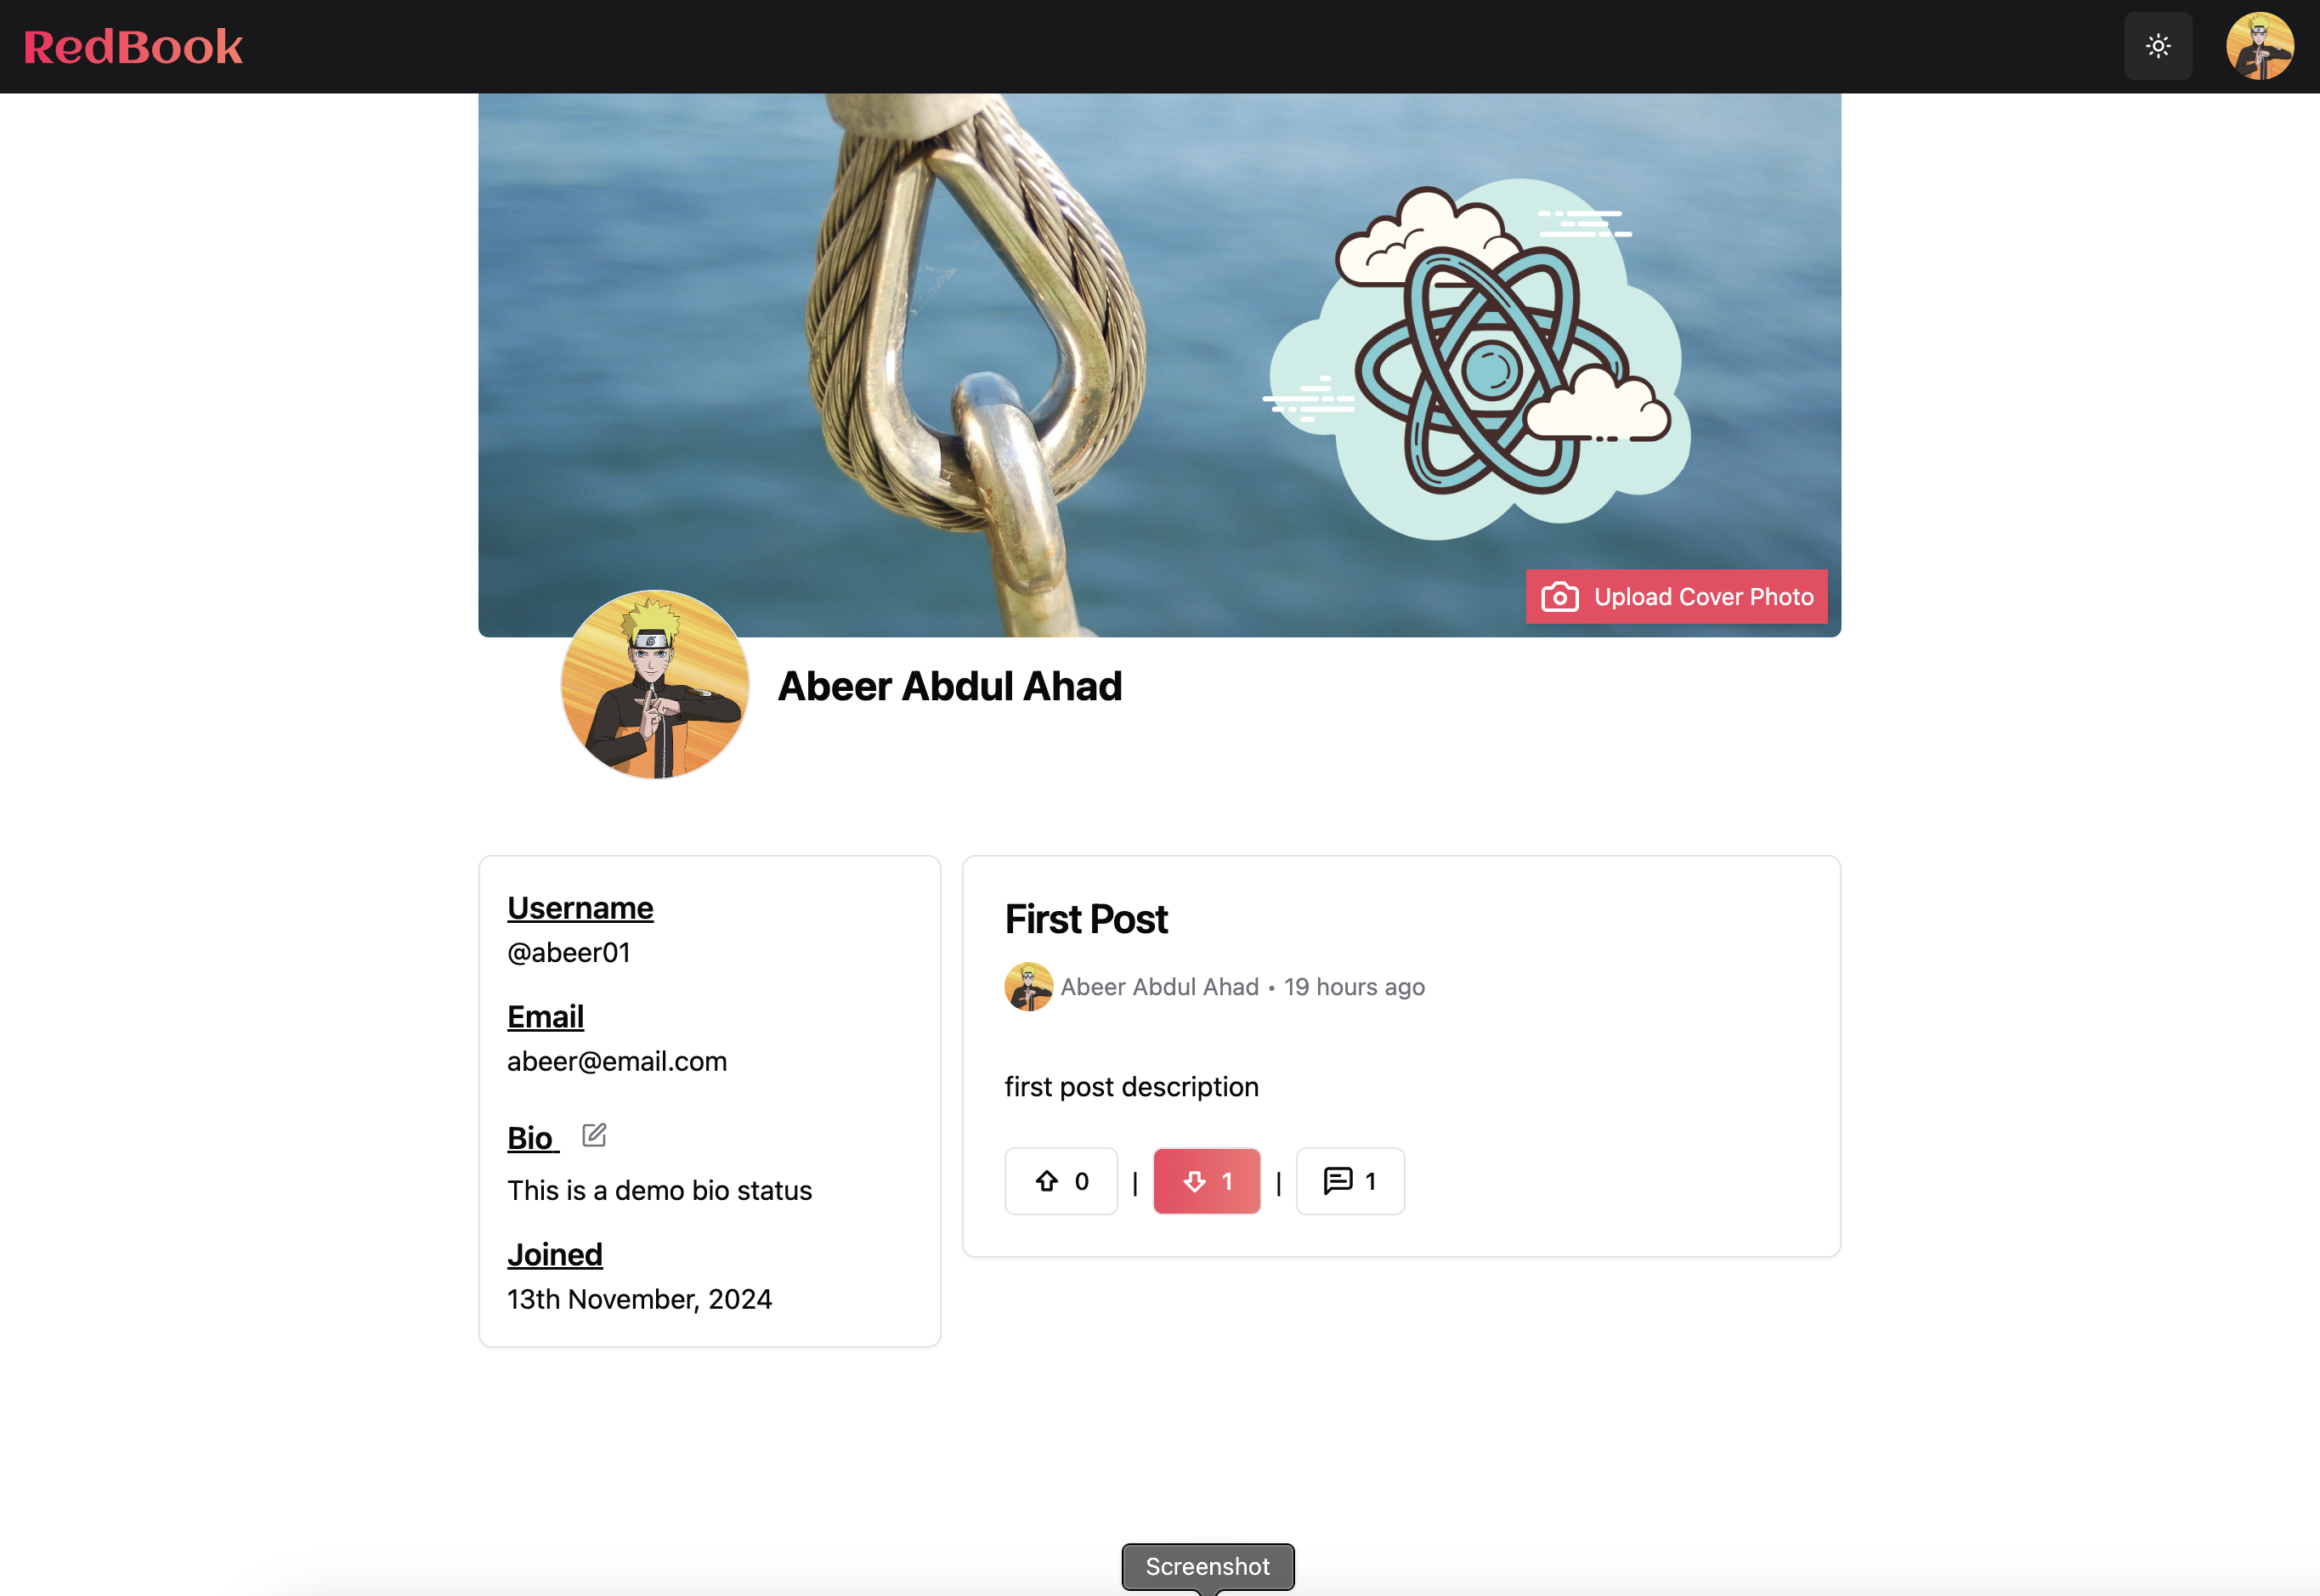 RedBook
Upload Cover Photo
Abeer Abdul Ahad
Username
@abeer01
Email
abeer@email.com
Bio
This is a demo bio status
Joined
13th November, 2024
First Post
Abeer Abdul Ahad • 19 hours ago
first post description
0 | 1 | 1
Screenshot